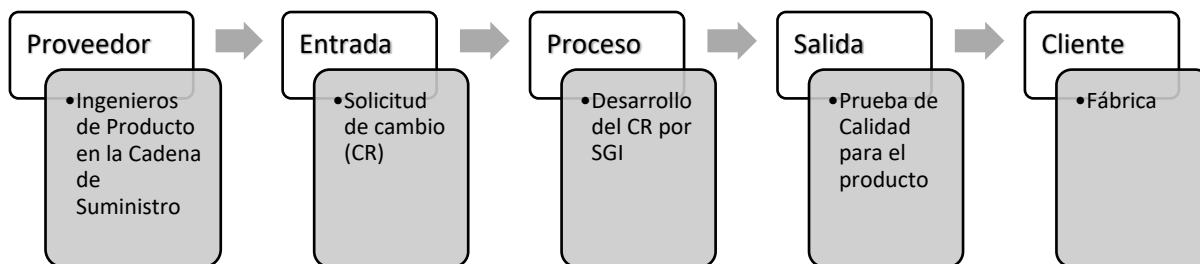 Proveedor
•Ingenieros
de Producto
en la Cadena
de
Suministro
Entrada
•Solicitud
de cambio
(CR)
Proceso
•Desarrollo
del CR por
SGI
Salida
•Prueba de
Calidad
para el
producto
Cliente
•Fábrica